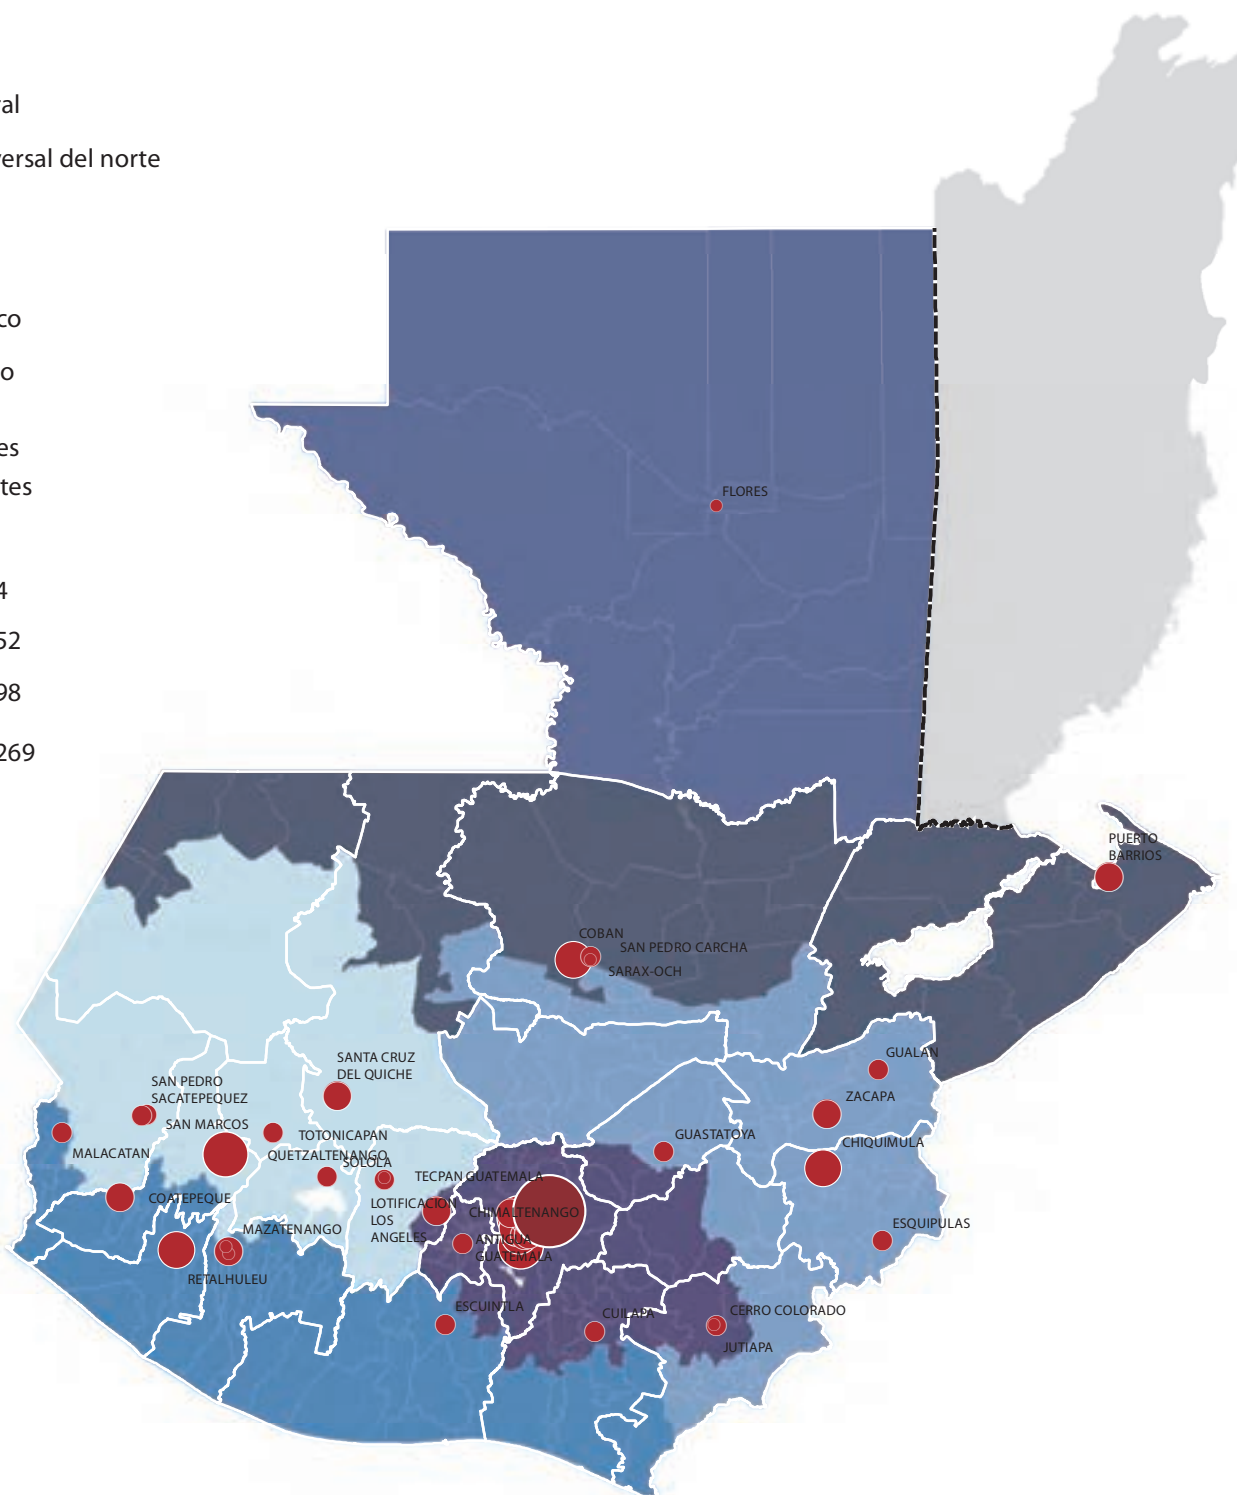 al
ersal del norte
co
o
es
tes
4
52
98
269
FLORES
PUERTO
BARRIOS
COBAN
SAN PEDRO CARCHA
SARAX-OCH
SANTA CRUZ
DEL QUICHE
GUALAN
SAN PEDRO
SACATEPEQUEZ
ZACAPA
SAN MARCOS
TOTONICAPAN
GUASTATOYA
CHIQUIMULA
MALACATAN
QUETZALTENANGO
SOLOLA
TECPAN GUATEMALA
COATEPEQUE
LOTIFICACION
LOS
ANGELES
CHIMALTENANGO
MAZATENANGO
ANTIGUA
GUATEMALA
ESQUIPULAS
RETALHULEU
ESCUINTLA
CUILAPA
CERRO COLORADO
JUTIAPA